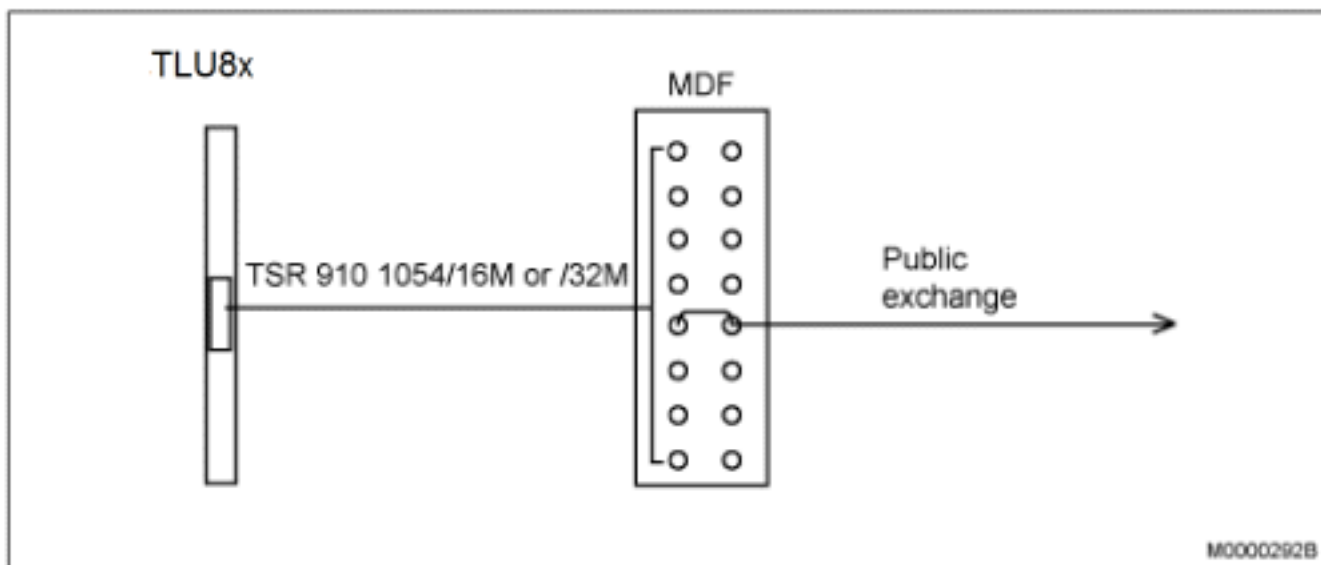 TLU8x
MDF
TSR 910 1054/16M or /32M
Public
exchange
M0000292B